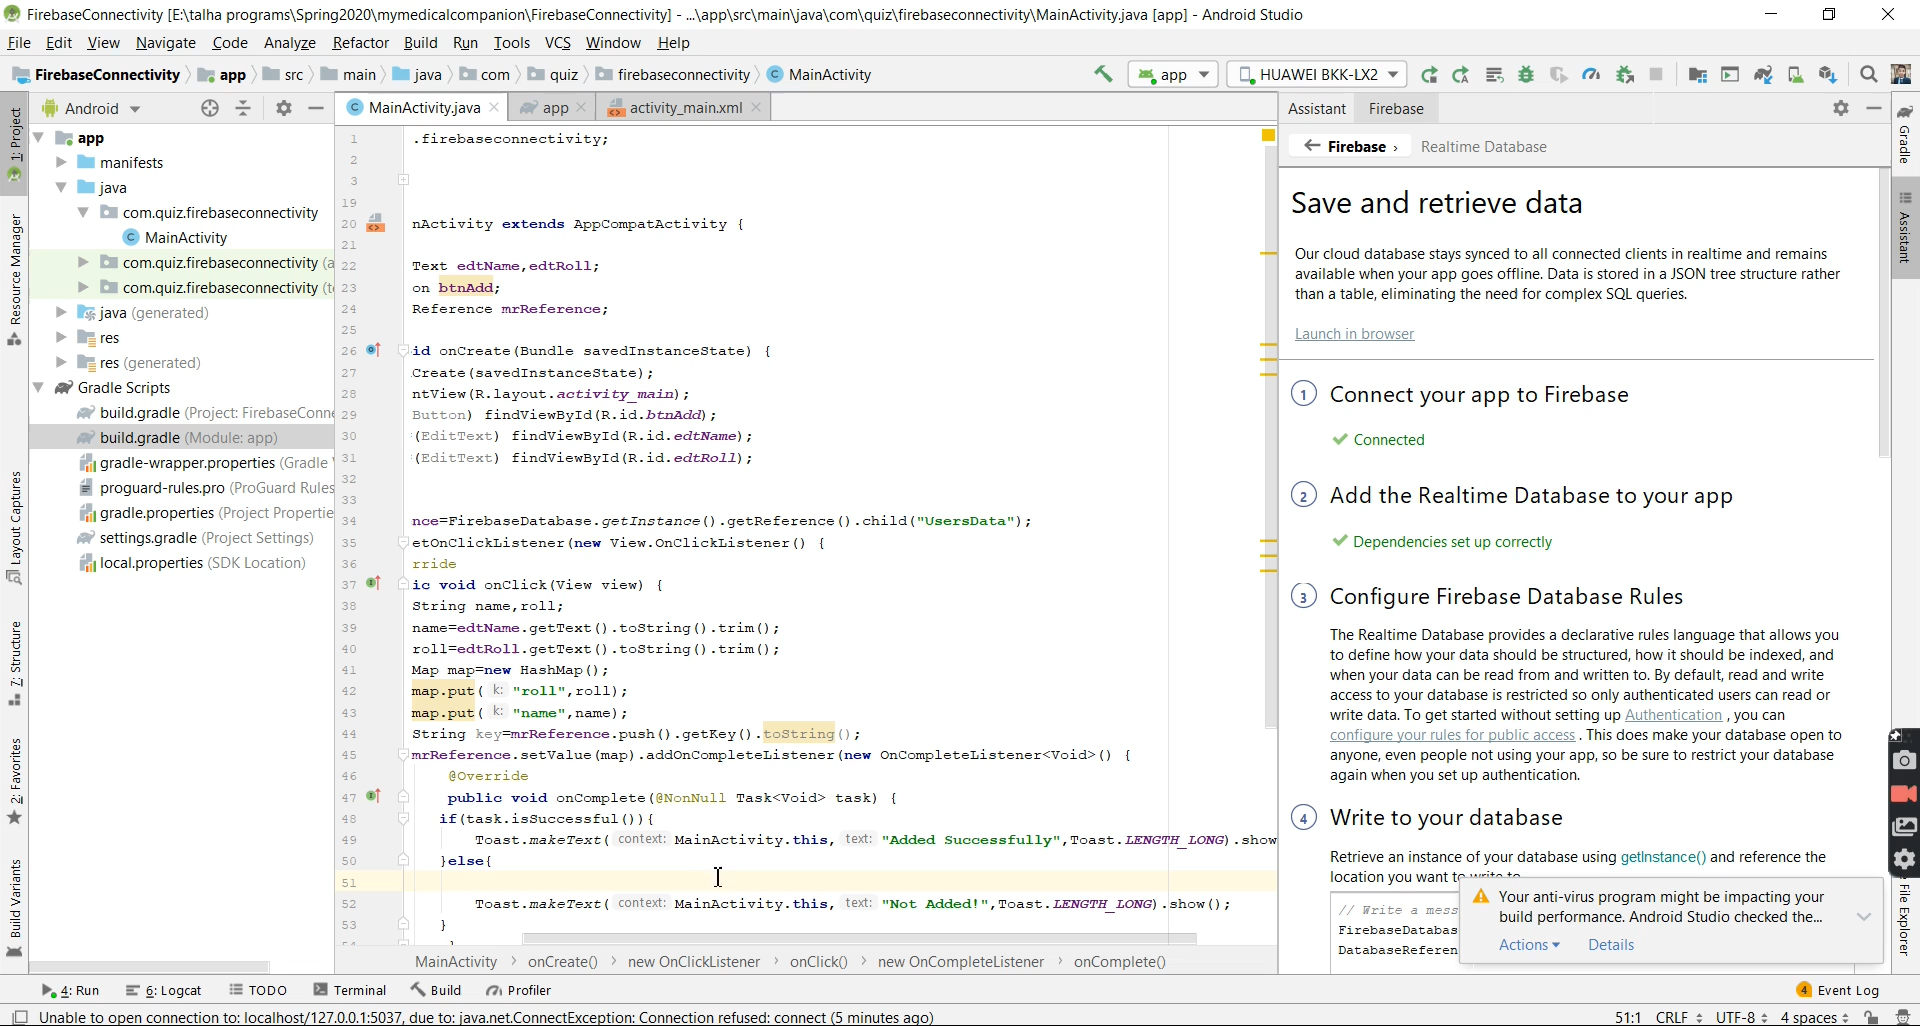 FirebaseConnectivity [E:\talha programs\Spring2020\mymedicalcompanion\FirebaseConnectivity] - ...\app\src\main\java\com\quiz\firebaseconnectivity\MainActivity.java [app] - Android Studio
File Edit View Navigate Code Analyze Refactor Build Run Tools VCS Window Help
FirebaseConnectivity app src main java com quiz firebaseconnectivity MainActivity app HUAWEI BKK-LX2
Android MainActivity.java app activity_main.xml Assistant Firebase
1: Project
Resource Manager
Layout Captures
7: Structure
2: Favorites
Build Variants
app
manifests
java
com.quiz.firebaseconnectivity
MainActivity
com.quiz.firebaseconnectivity (a
com.quiz.firebaseconnectivity (t
java (generated)
res
res (generated)
Gradle Scripts
build.gradle (Project: FirebaseConne
build.gradle (Module: app)
gradle-wrapper.properties (Gradle
proguard-rules.pro (ProGuard Rules
gradle.properties (Project Propertie
settings.gradle (Project Settings)
local.properties (SDK Location)
1 .firebaseconnectivity;
2
3
19
20 nActivity extends AppCompatActivity {
21
22 Text edtName,edtRoll;
23 on btnAdd;
24 Reference mrReference;
25
26 id onCreate(Bundle savedInstanceState) {
27 Create(savedInstanceState);
28 ntView(R.layout.activity_main);
29 Button) findViewById(R.id.btnAdd);
30 (EditText) findViewById(R.id.edtName);
31 (EditText) findViewById(R.id.edtRoll);
32
33
34 nce=FirebaseDatabase.getInstance().getReference().child("UsersData");
35 etOnClickListener(new View.OnClickListener() {
36 rride
37 ic void onClick(View view) {
38 String name,roll;
39 name=edtName.getText().toString().trim();
40 roll=edtRoll.getText().toString().trim();
41 Map map=new HashMap();
42 map.put( k: "roll",roll);
43 map.put( k: "name",name);
44 String key=mrReference.push().getKey().toString();
45 mrReference.setValue(map).addOnCompleteListener(new OnCompleteListener<Void>() {
46 @Override
47 public void onComplete(@NonNull Task<Void> task) {
48 if(task.isSuccessful()){
49 Toast.makeText( context: MainActivity.this, text: "Added Successfully",Toast.LENGTH_LONG).show
50 }else{
51
52 Toast.makeText( context: MainActivity.this, text: "Not Added!",Toast.LENGTH_LONG).show();
53 }
54 }
MainActivity onCreate() new OnClickListener onClick() new OnCompleteListener onComplete()
Firebase › Realtime Database
Save and retrieve data
Our cloud database stays synced to all connected clients in realtime and remains
available when your app goes offline. Data is stored in a JSON tree structure rather
than a table, eliminating the need for complex SQL queries.
Launch in browser
1 Connect your app to Firebase
Connected
2 Add the Realtime Database to your app
Dependencies set up correctly
3 Configure Firebase Database Rules
The Realtime Database provides a declarative rules language that allows you
to define how your data should be structured, how it should be indexed, and
when your data can be read from and written to. By default, read and write
access to your database is restricted so only authenticated users can read or
write data. To get started without setting up Authentication , you can
configure your rules for public access . This does make your database open to
anyone, even people not using your app, so be sure to restrict your database
again when you set up authentication.
4 Write to your database
Retrieve an instance of your database using getInstance() and reference the
location you want to write to.
// Write a mess
FirebaseDatabas
DatabaseReferen
Your anti-virus program might be impacting your
build performance. Android Studio checked the...
Actions Details
Gradle
Assistant
File Explorer
4: Run 6: Logcat TODO Terminal Build Profiler 4 Event Log
Unable to open connection to: localhost/127.0.0.1:5037, due to: java.net.ConnectException: Connection refused: connect (5 minutes ago) 51:1 CRLF UTF-8 4 spaces